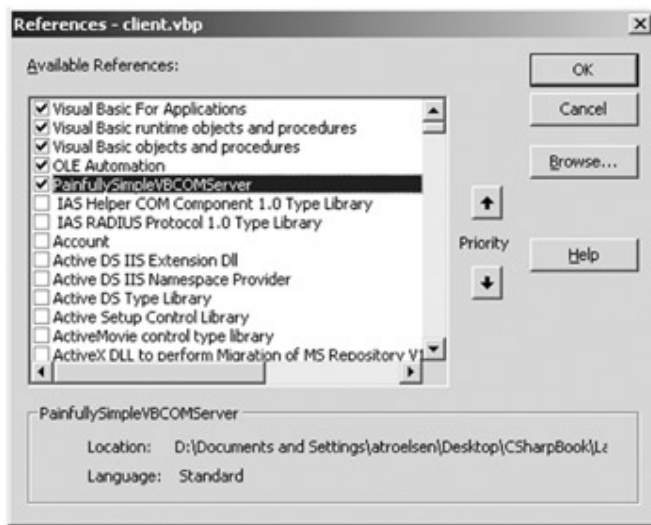 References - client.vbp
Available References:
OK
Cancel
Browse...
Help
Visual Basic For Applications
Visual Basic runtime objects and procedures
Visual Basic objects and procedures
OLE Automation
PainfullySimpleVBCOMServer
IAS Helper COM Component 1.0 Type Library
IAS RADIUS Protocol 1.0 Type Library
Account
Active DS IIS Extension Dll
Active DS IIS Namespace Provider
Active DS Type Library
Active Setup Control Library
ActiveMovie control type library
ActiveX DLL to perform Migration of MS Repository V1
Priority
PainfullySimpleVBCOMServer
Location: D:\Documents and Settings\atroelsen\Desktop\CSharpBook\La
Language: Standard